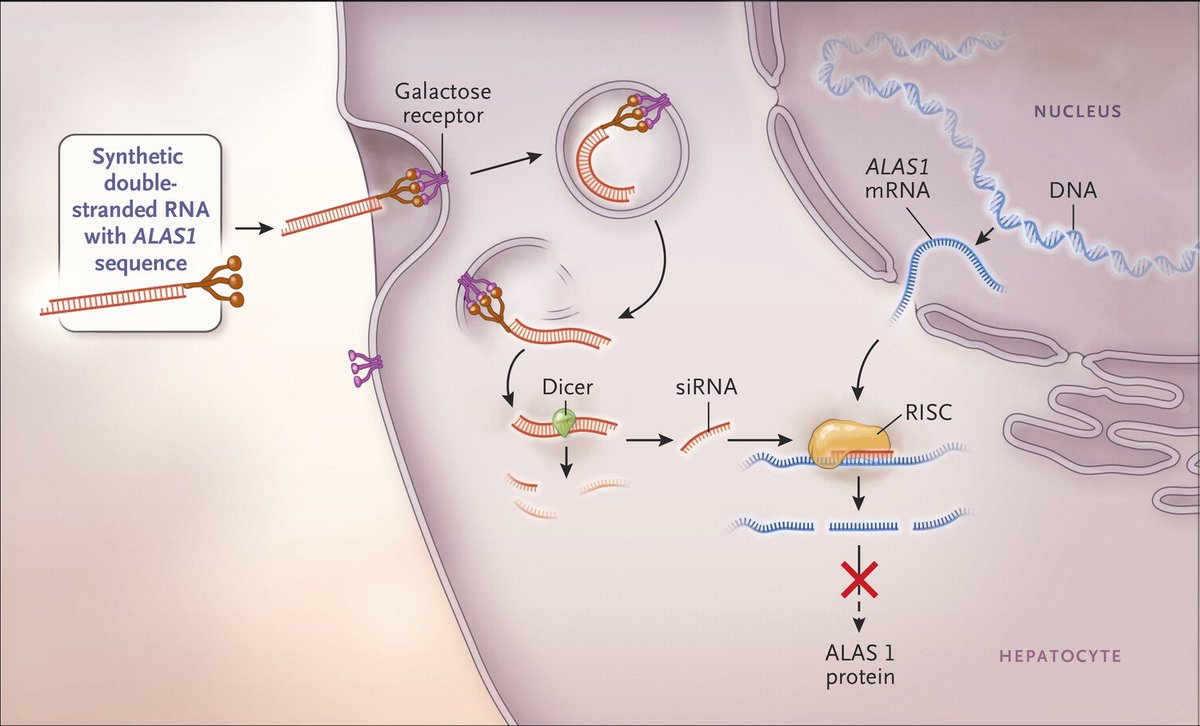 Synthetic
double-
stranded RNA
with ALAS1
sequence
Galactose
receptor
NUCLEUS
ALAS1
mRNA
DNA
Dicer
siRNA
RISC
ALAS 1
protein
HEPATOCYTE